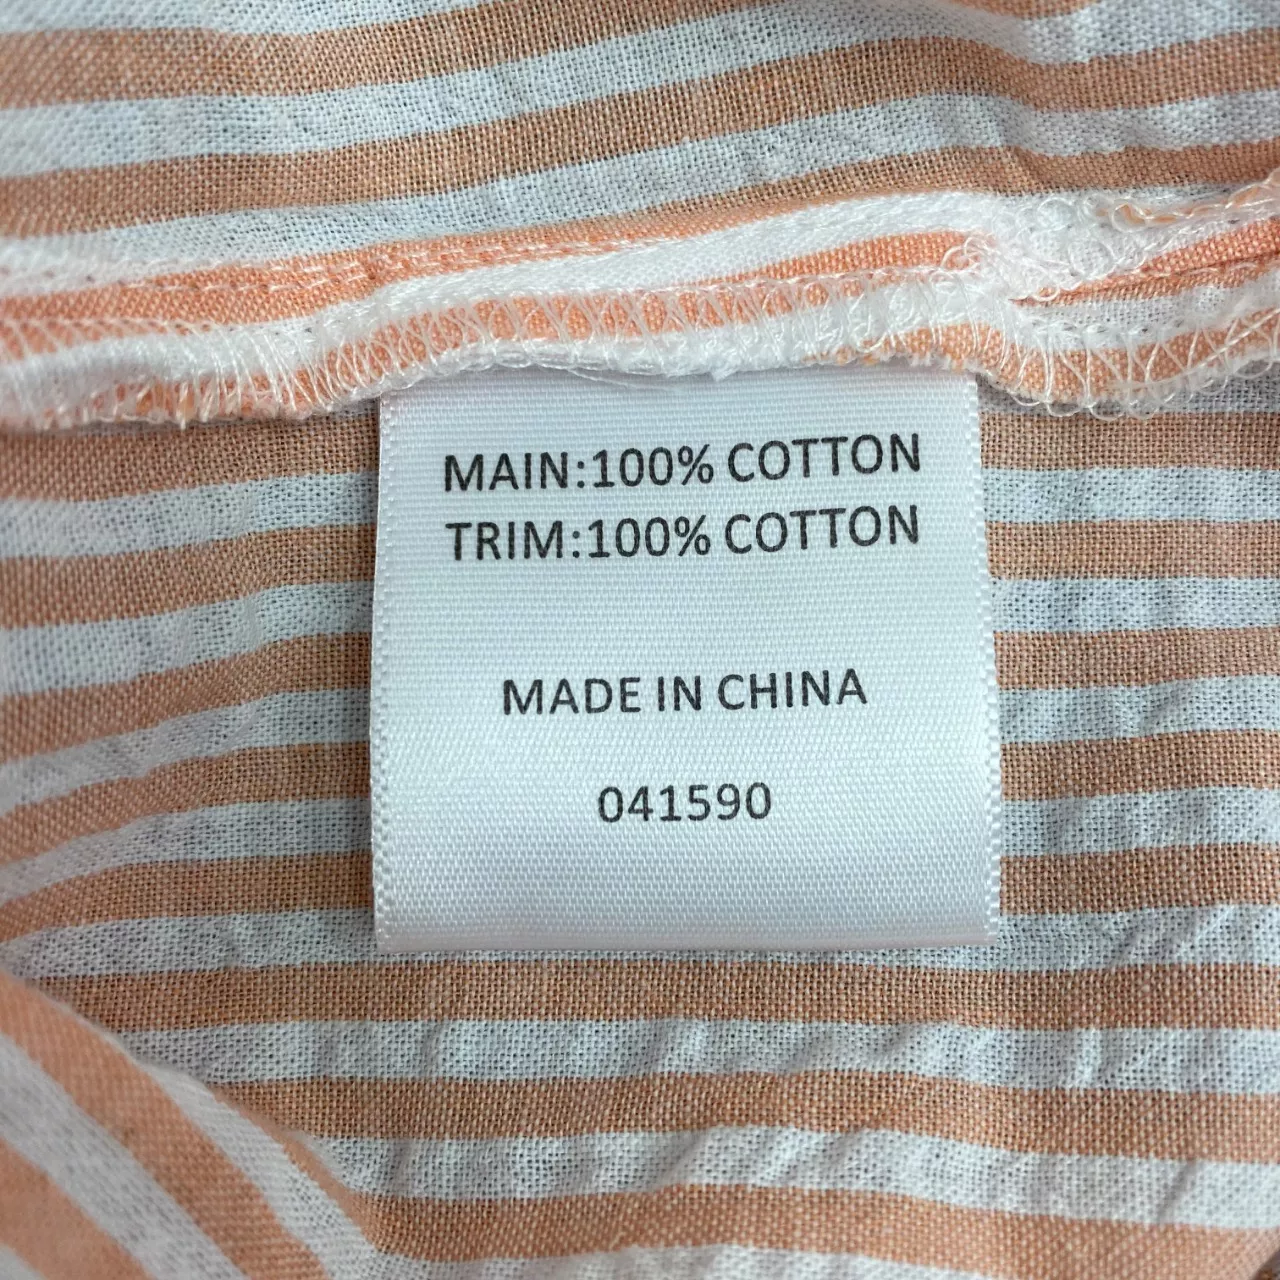 MAIN:100% COTTON
TRIM:100% COTTON
MADE IN CHINA
041590